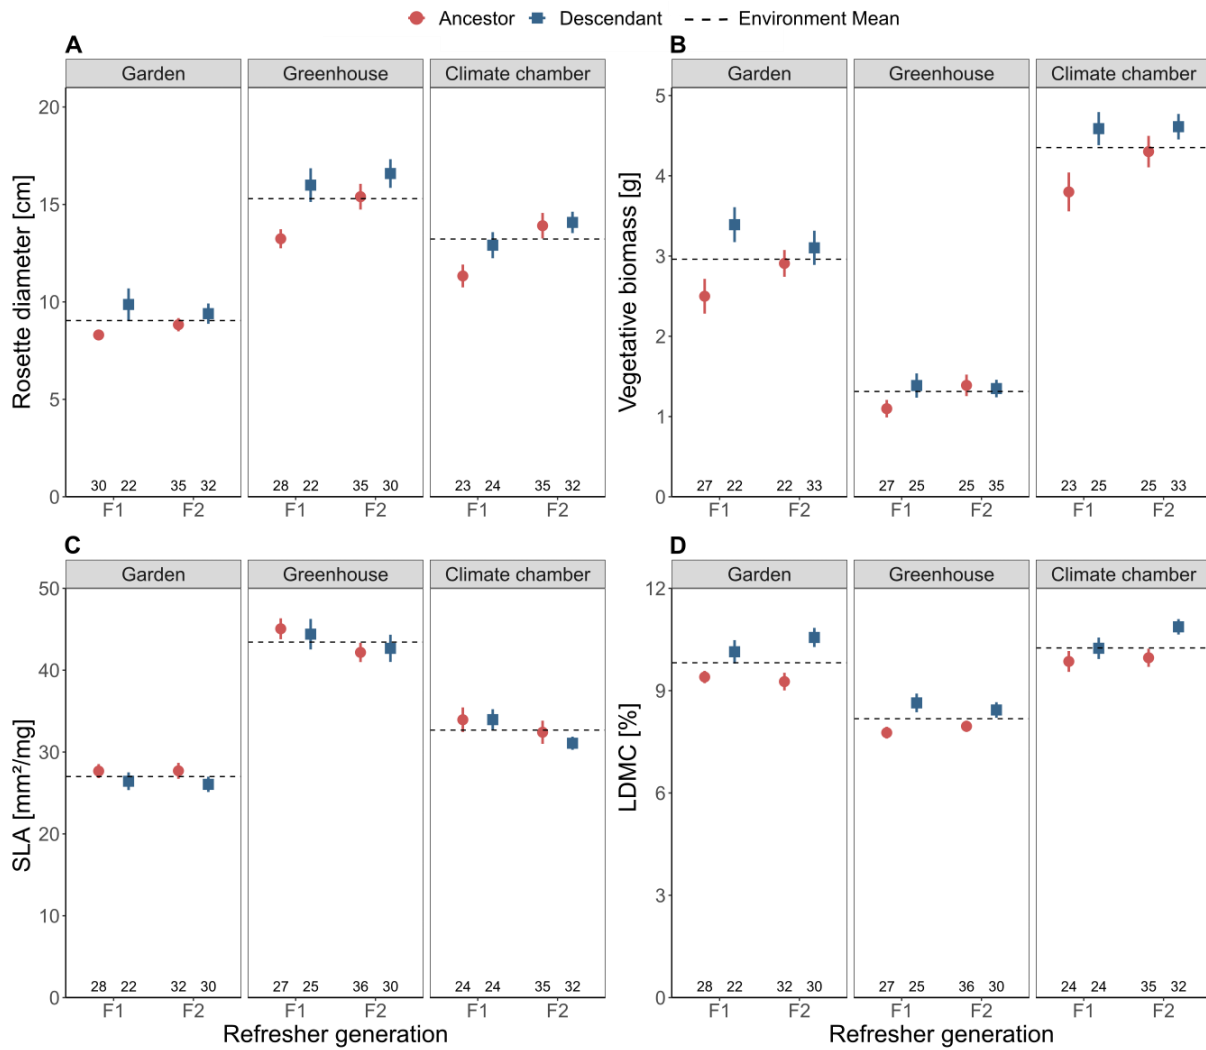 Ancestor Descendant Environment Mean
A
Garden Greenhouse Climate chamber
20
15
10
5
0
Rosette diameter [cm]
30 22 35 32 28 22 35 30 23 24 35 32
F1 F2 F1 F2 F1 F2
B
Garden Greenhouse Climate chamber
5
4
3
2
1
0
Vegetative biomass [g]
27 22 22 33 27 25 25 35 23 25 25 33
F1 F2 F1 F2 F1 F2
C
Garden Greenhouse Climate chamber
50
40
30
20
10
0
SLA [mm²/mg]
28 22 32 30 27 25 36 30 24 24 35 32
F1 F2 F1 F2 F1 F2
Refresher generation
D
Garden Greenhouse Climate chamber
12
9
6
3
0
LDMC [%]
28 22 32 30 27 25 36 30 24 24 35 32
F1 F2 F1 F2 F1 F2
Refresher generation